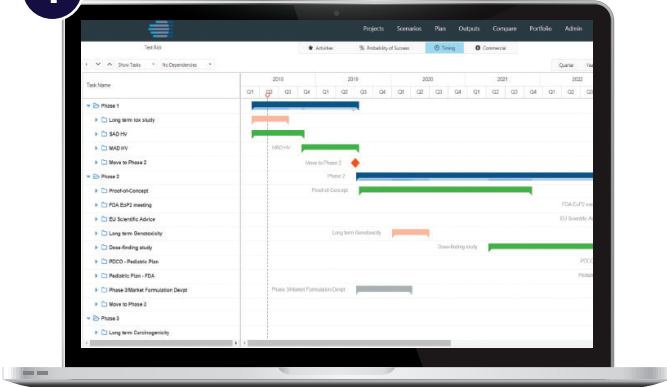 Projects Scenarios Plan Outputs Compare Portfolio Admin
Test Risk
Activities % Probability of Success Timing Commercial
Show Tasks No Dependencies Quarter
Task Name
2018 2019 2020 2021 2022
Q1 Q2 Q3 Q4 Q1 Q2 Q3 Q4 Q1 Q2 Q3 Q4 Q1 Q2 Q3 Q4 Q1 Q2
Phase 1
Long term tox study
SAD HV
MAD HV MAD HV
Move to Phase 2 Move to Phase 2
Phase 2 Phase 2
Proof-of-Concept Proof-of-Concept
FDA EoP2 meeting FDA EoP2
EU Scientific Advice EU Scientific
Long term Genotoxicity Long term Genotoxicity
Dose-finding study Dose-finding study
PDCO - Pediatric Plan PDCO
Pediatric Plan - FDA
Phase 3/Market Formulation Devpt Phase 3/Market Formulation Devpt
Move to Phase 3
Phase 3
Long term Carcinogenicity